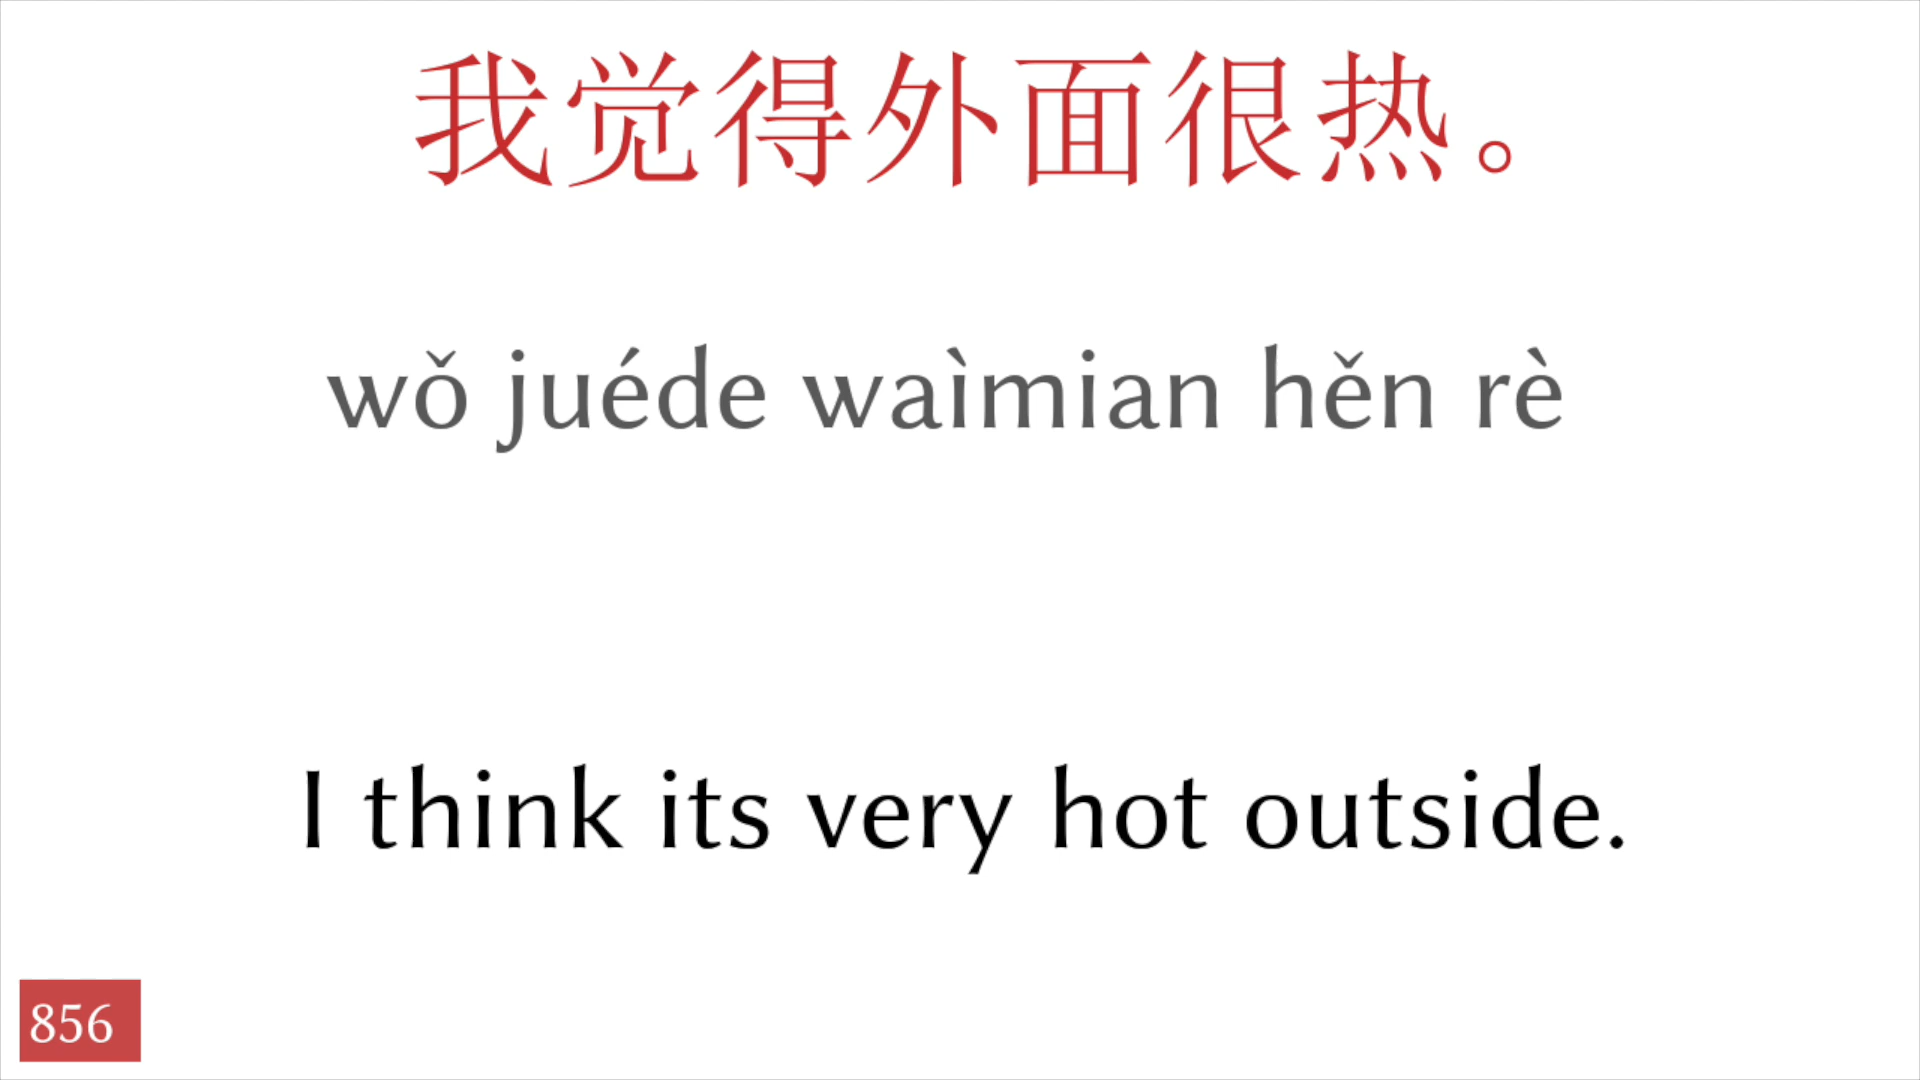 我觉得外面很热。
wǒ juéde waìmian hěn rè
I think its very hot outside.
856